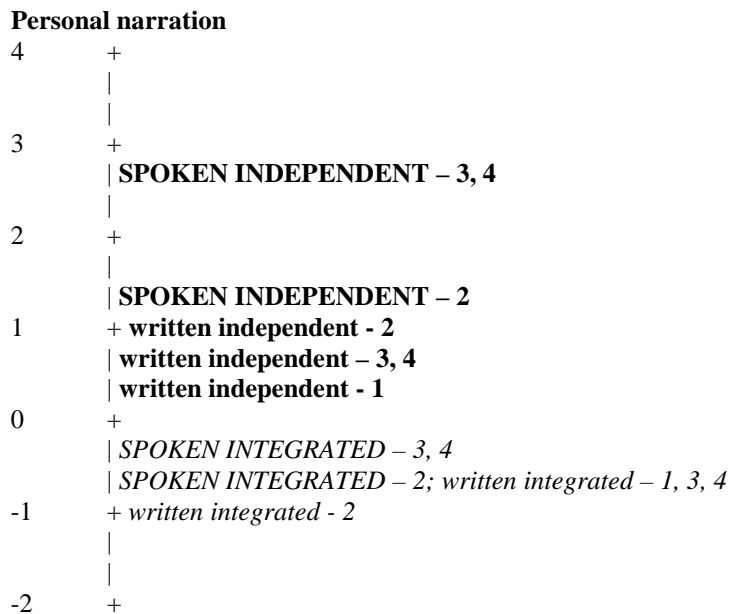 Personal narration
4 +
|
|
3 +
| SPOKEN INDEPENDENT – 3, 4
|
2 +
|
| SPOKEN INDEPENDENT – 2
1 + written independent - 2
| written independent – 3, 4
| written independent - 1
0 +
| SPOKEN INTEGRATED – 3, 4
| SPOKEN INTEGRATED – 2; written integrated – 1, 3, 4
-1 + written integrated - 2
|
|
-2 +